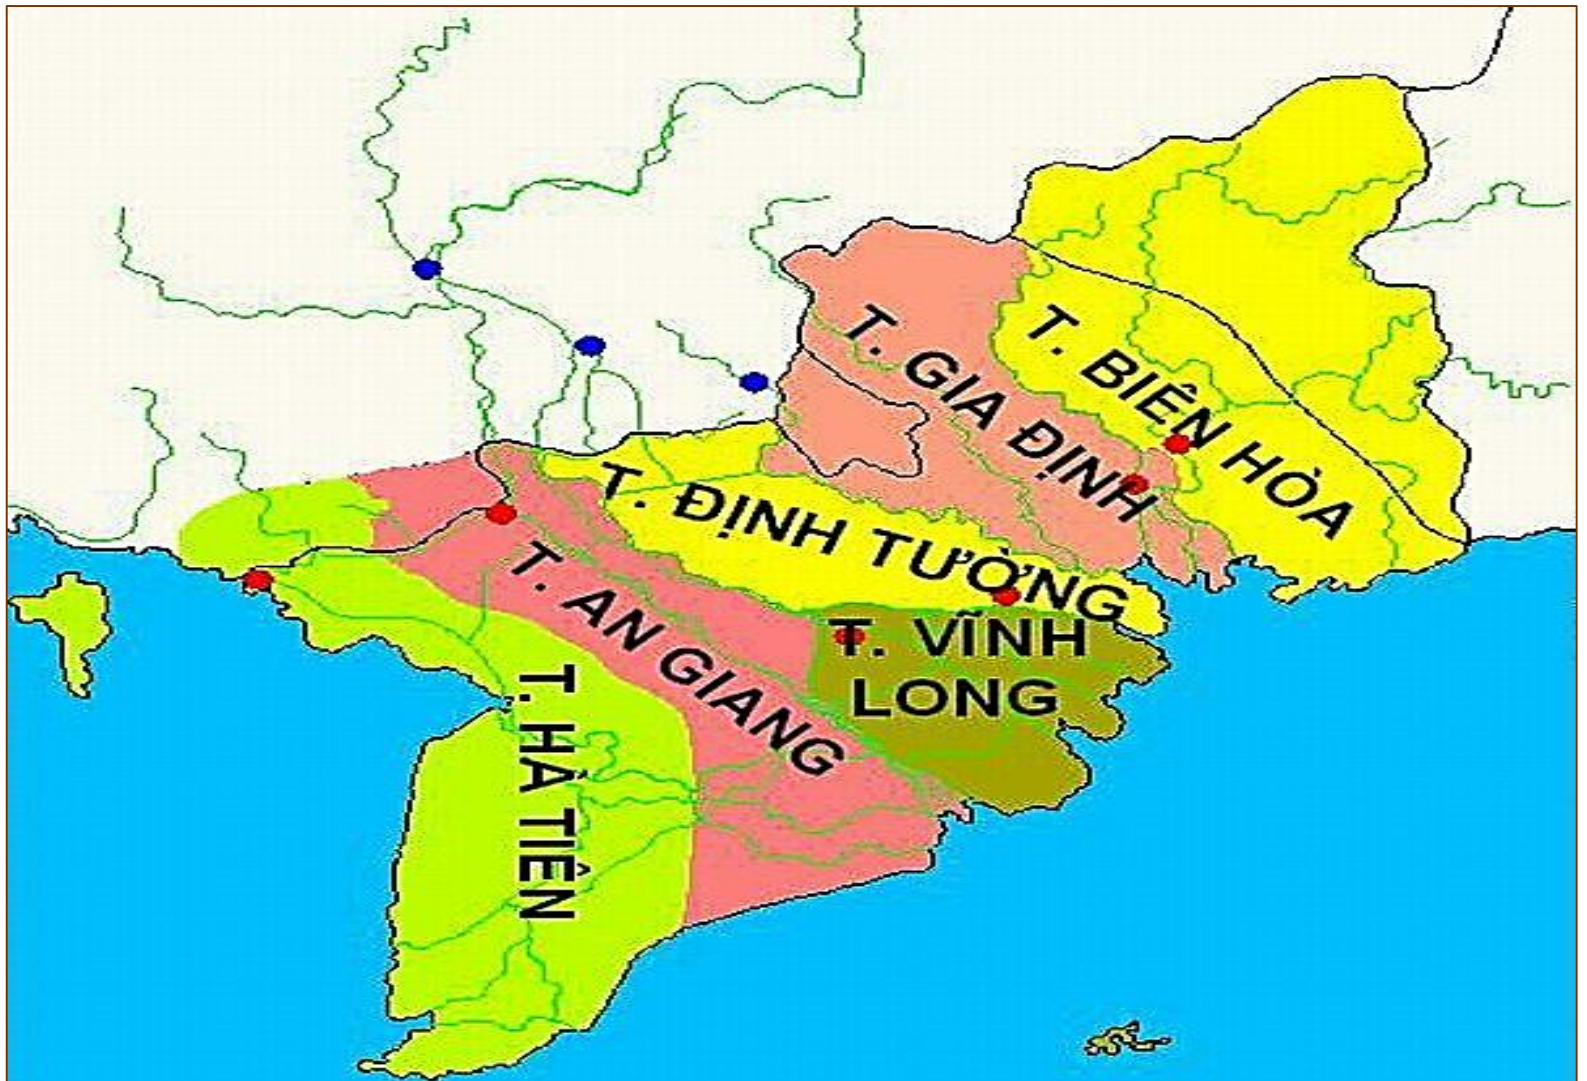 T. BIÊN HÒA
T. GIA ĐỊNH
T. ĐỊNH TƯỜNG
T. VĨNH
LONG
T. AN GIANG
T. HÀ TIÊN